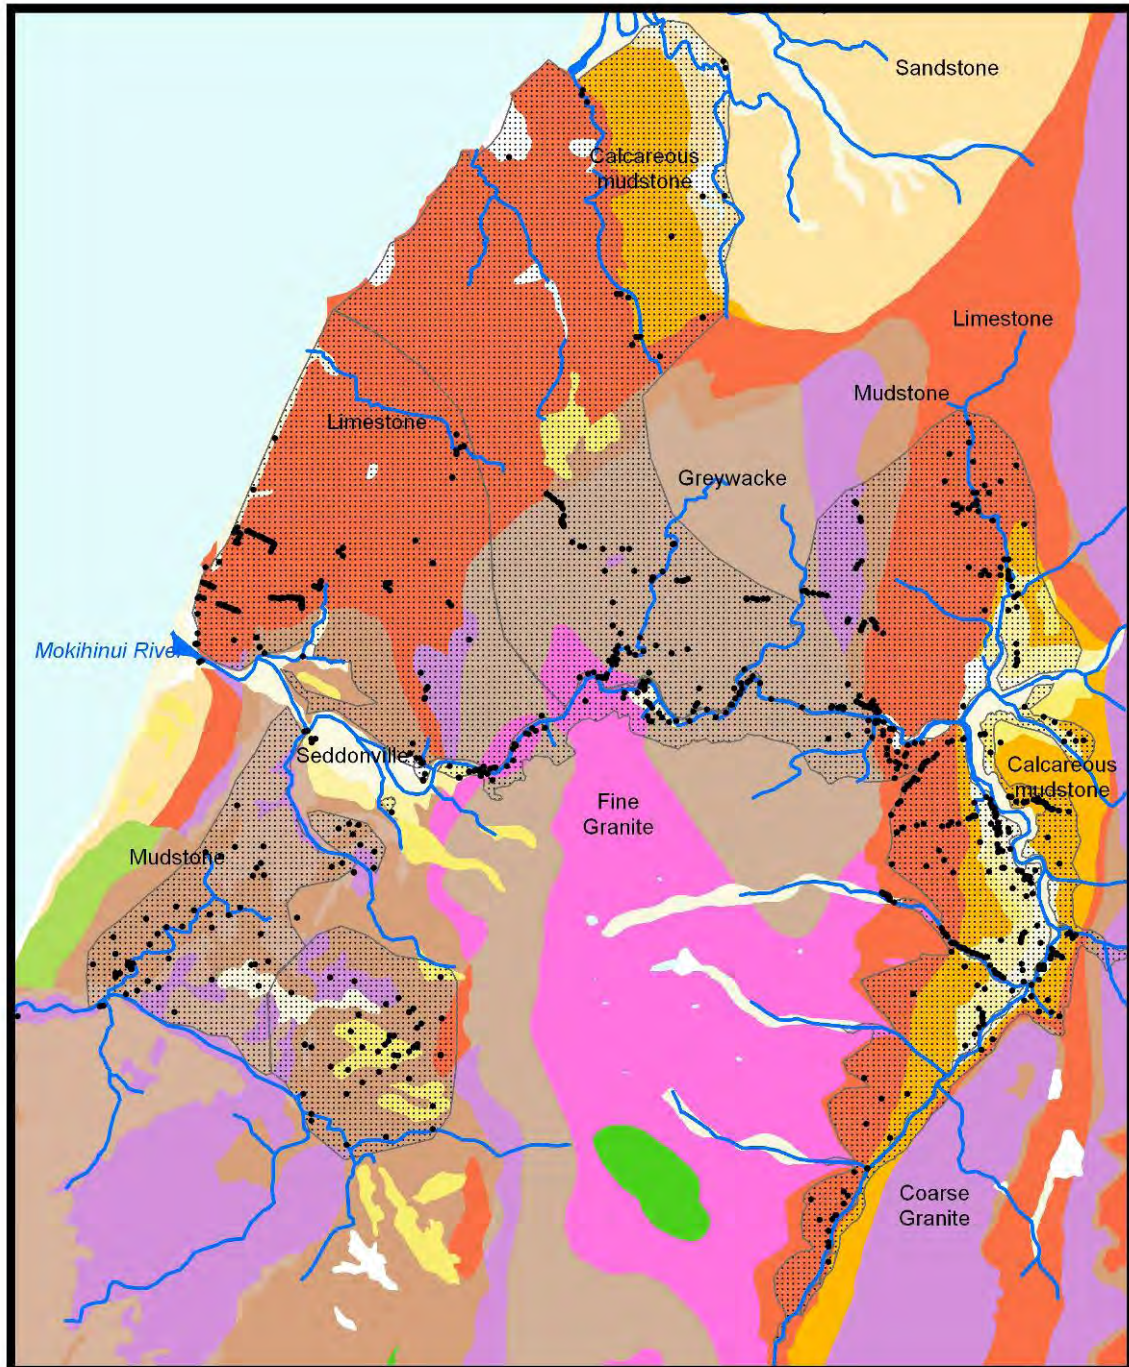 Sandstone
Calcareous
mudstone
Limestone
Mudstone
Limestone
Greywacke
Mokihinui River
Seddonville
Calcareous
mudstone
Fine
Granite
Mudstone
Coarse
Granite